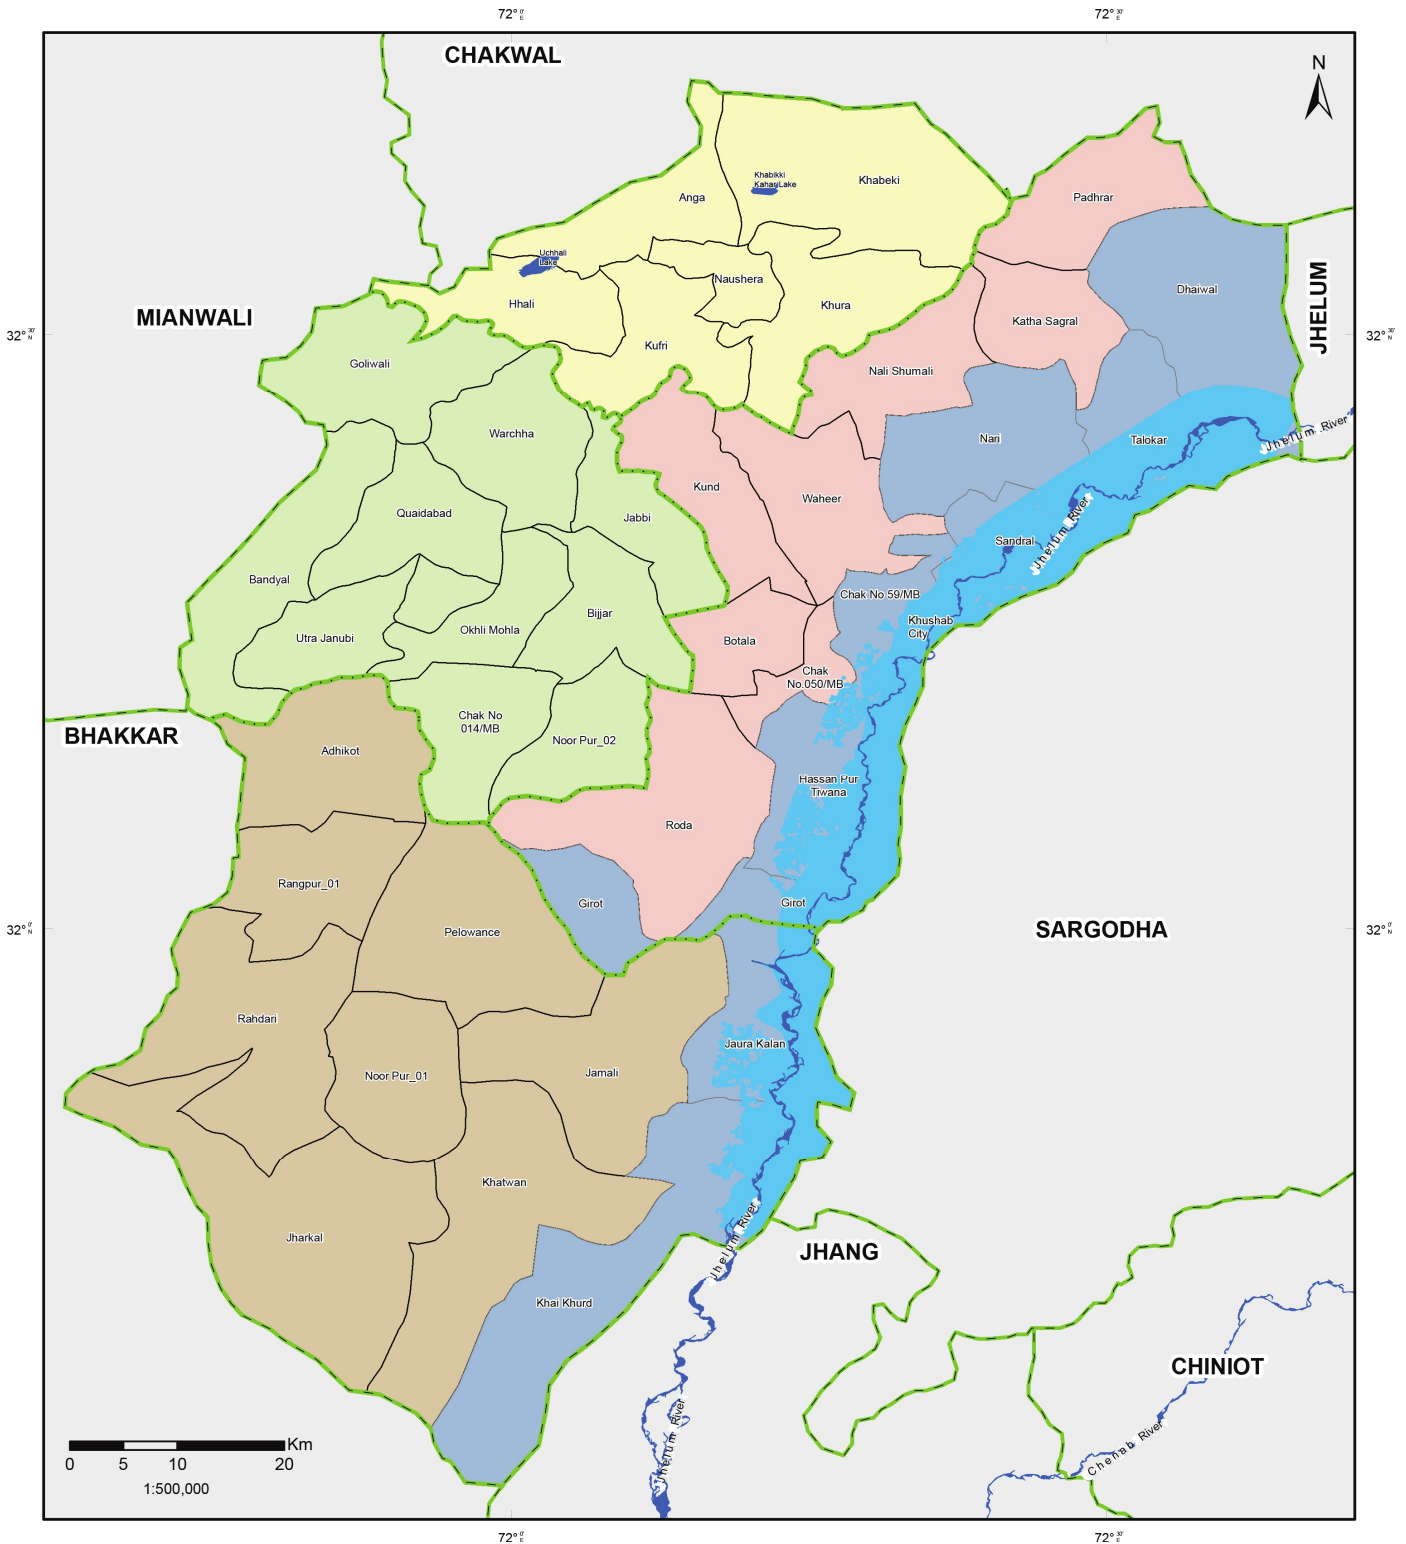 72° 0' E
72° 30' E
CHAKWAL
N
Khabikki
Kahar Lake
Khabeki
Anga
Padhrar
Uchhali
Lake
Naushera
Dhaiwal
JHELUM
Hhali
Khura
MIANWALI
Katha Sagral
32° 30' N
32° 30' N
Kufri
Goliwali
Nali Shumali
Warchha
Nari
Talokar
Jhelum River
Kund
Waheer
Quaidabad
Jabbi
Jhelum River
Sandral
Bandyal
Chak No 59/MB
Bijjar
Khushab
City
Okhli Mohla
Utra Janubi
Botala
Chak
No.050/MB
Chak No
014/MB
BHAKKAR
Noor Pur_02
Adhikot
Hassan Pur
Tiwana
Roda
Rangpur_01
Girot
Girot
32° 0' N
Pelowance
SARGODHA
32° 0' N
Rahdari
Jaura Kalan
Noor Pur_01
Jamali
Khatwan
Jharkal
Jhelum River
JHANG
Khai Khurd
CHINIOT
Jhelum River
Chenab River
Km
0 5 10 20
1:500,000
72° 0' E
72° 30' E